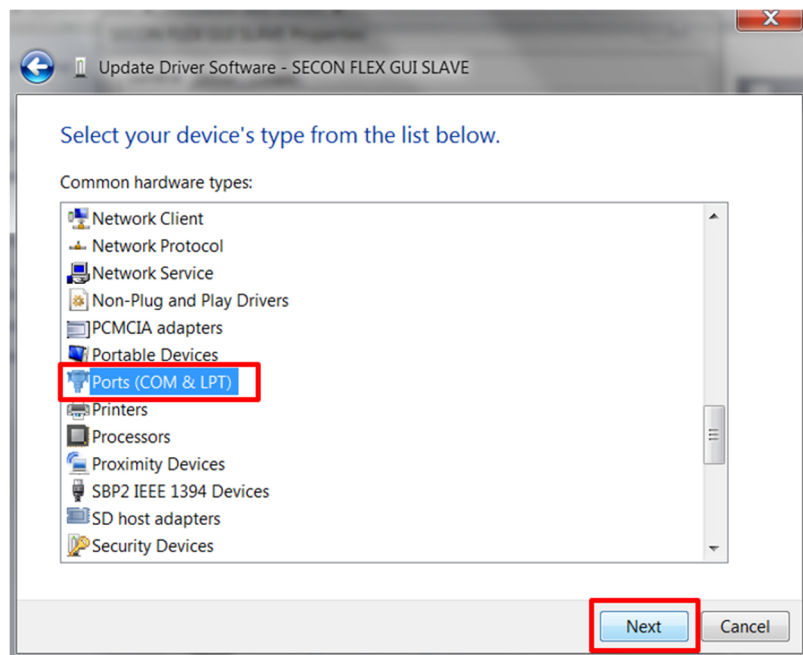 Update Driver Software - SECON FLEX GUI SLAVE
Select your device's type from the list below.
Common hardware types:
Network Client
Network Protocol
Network Service
Non-Plug and Play Drivers
PCMCIA adapters
Portable Devices
Ports (COM & LPT)
Printers
Processors
Proximity Devices
SBP2 IEEE 1394 Devices
SD host adapters
Security Devices
Next Cancel